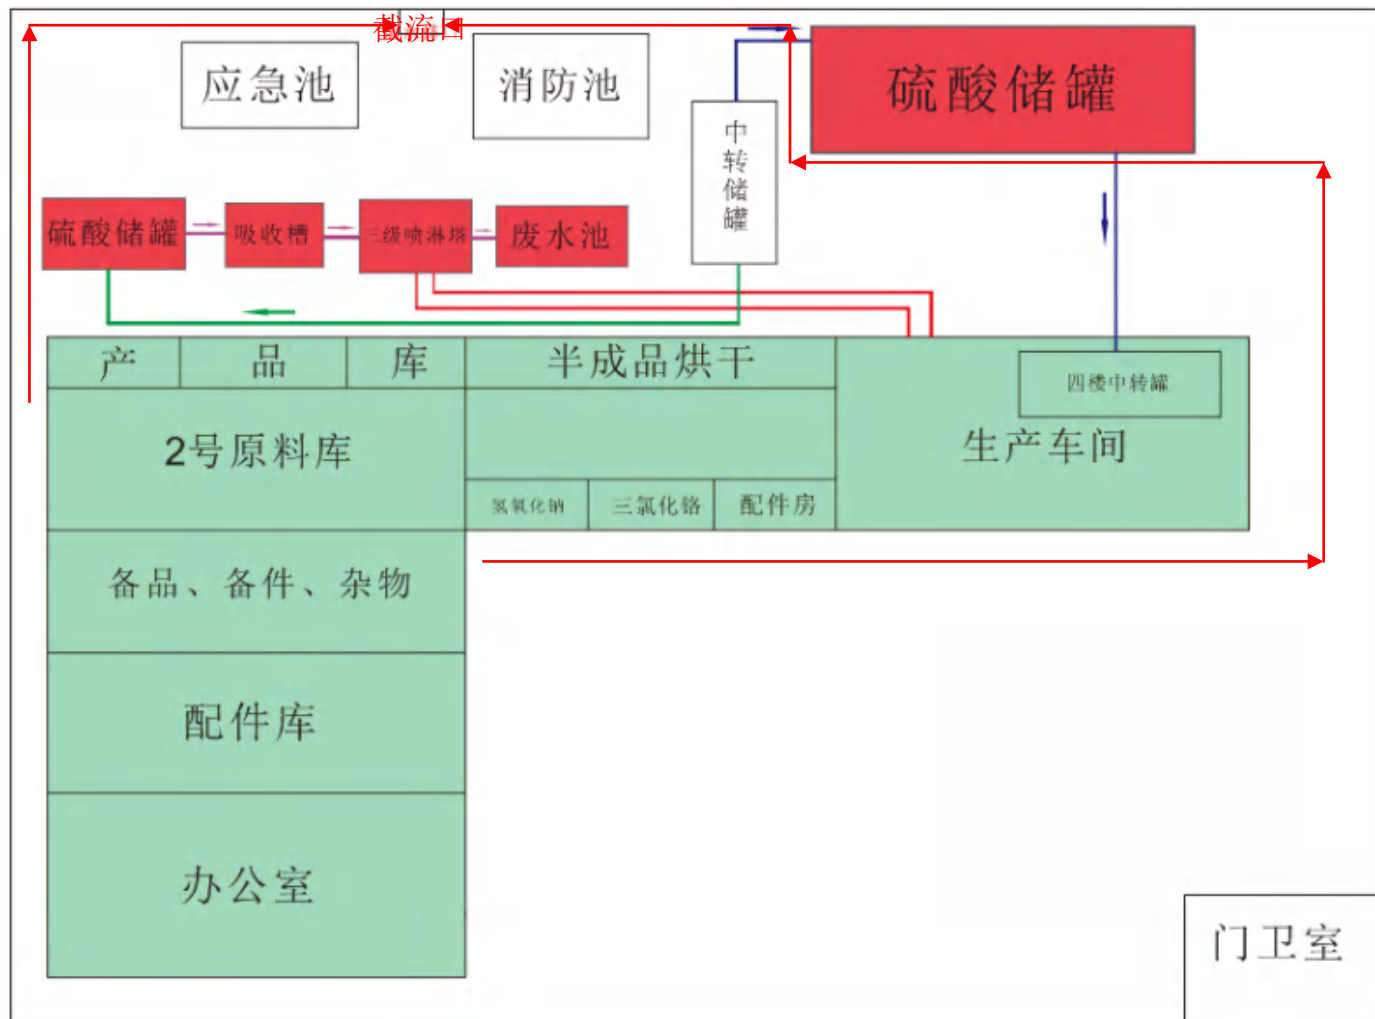 截流口
应急池
消防池
硫酸储罐
中转储罐
硫酸储罐
吸收槽
三级喷淋塔
废水池
产品库
半成品烘干
四楼中转罐
2号原料库
生产车间
氢氧化钠
三氯化铬
配件房
备品、备件、杂物
配件库
办公室
门卫室